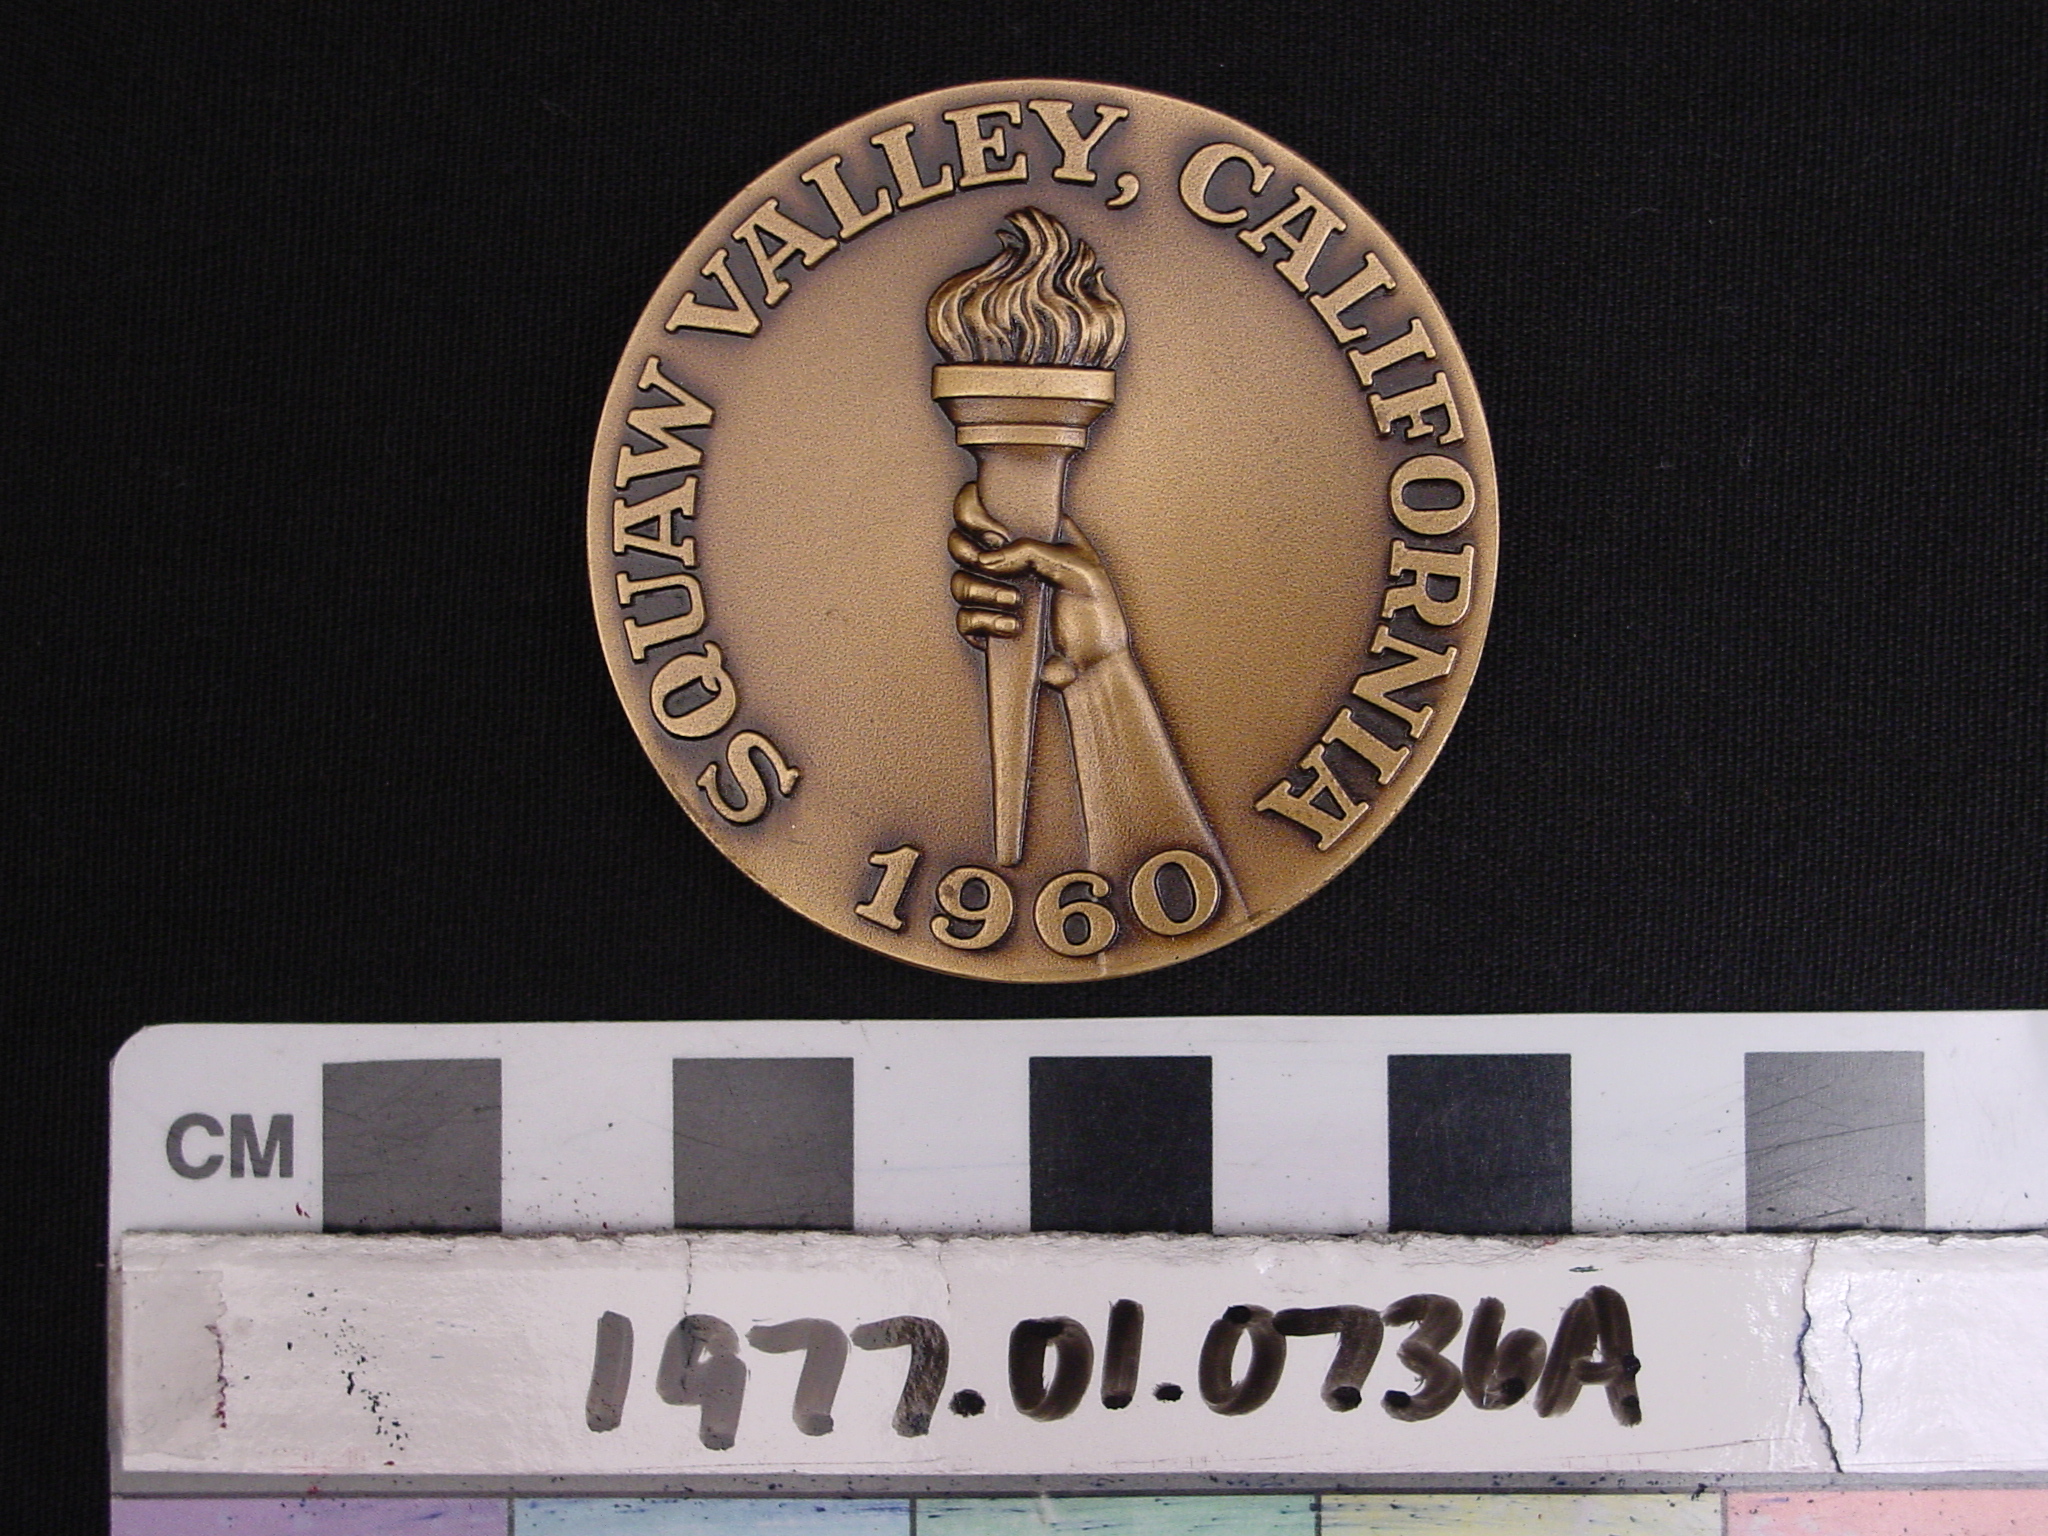 SQUAW VALLEY, CALIFORNIA
1960
CM
1977.01.0736A